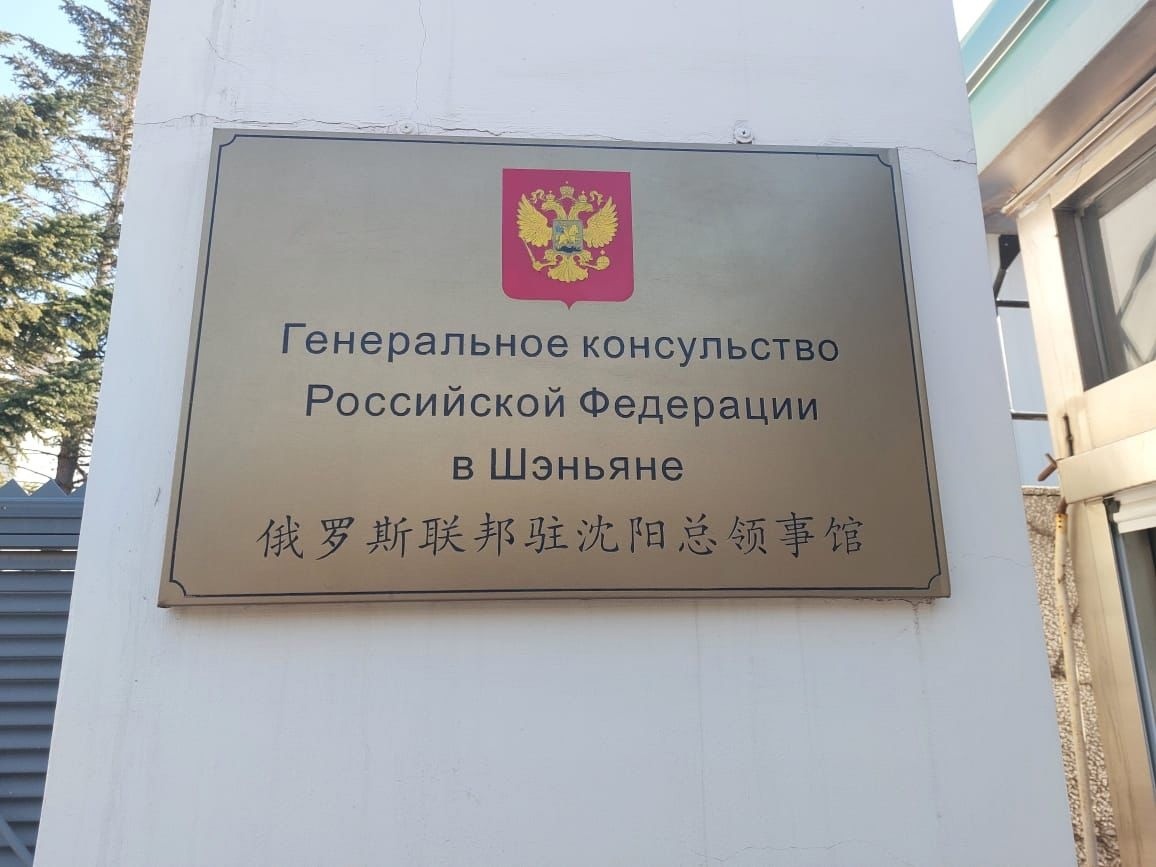 Генеральное консульство
Российской Федерации
в Шэньяне
俄罗斯联邦驻沈阳总领事馆